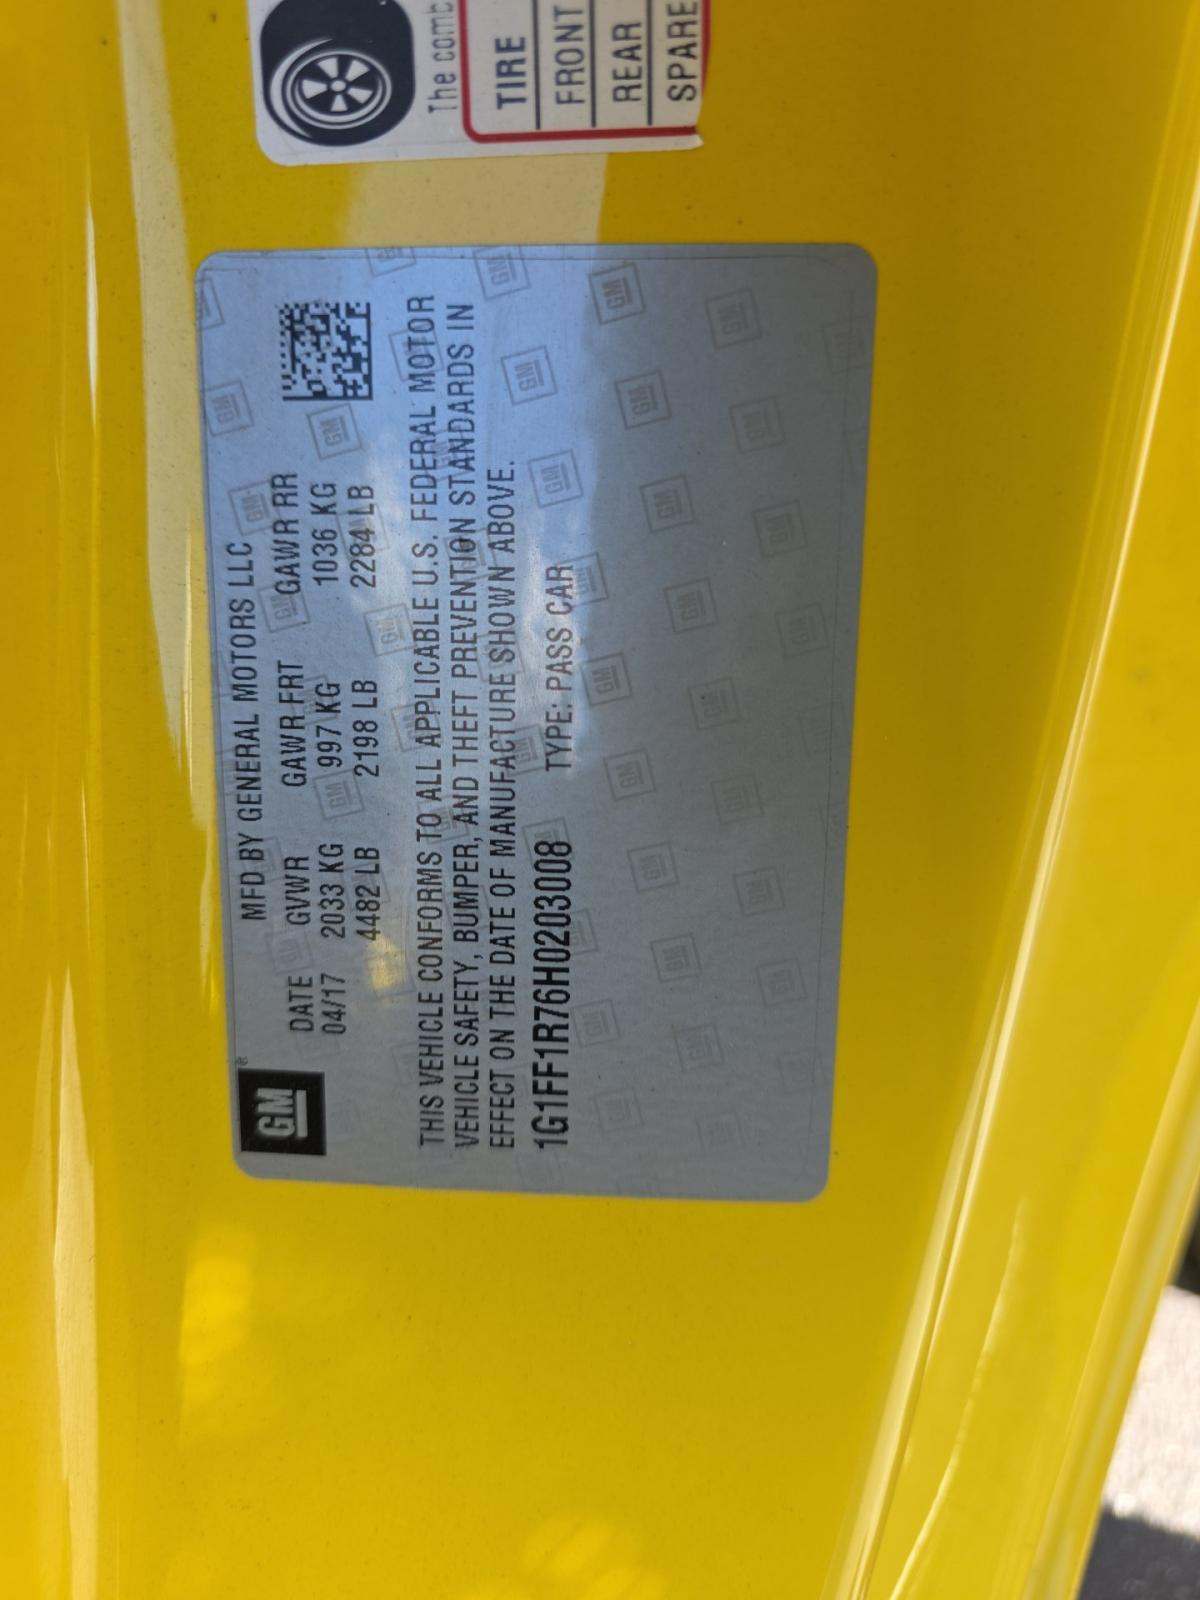 The comb
TIRE
FRONT
REAR
SPARE
GM
MFD BY GENERAL MOTORS LLC
DATE GVWR GAWR FRT GAWR RR
04/17 2033 KG 997 KG 1036 KG
4482 LB 2198 LB 2284 LB
THIS VEHICLE CONFORMS TO ALL APPLICABLE U.S. FEDERAL MOTOR
VEHICLE SAFETY, BUMPER, AND THEFT PREVENTION STANDARDS IN
EFFECT ON THE DATE OF MANUFACTURE SHOWN ABOVE.
1G1FF1R76H0203008 TYPE: PASS CAR